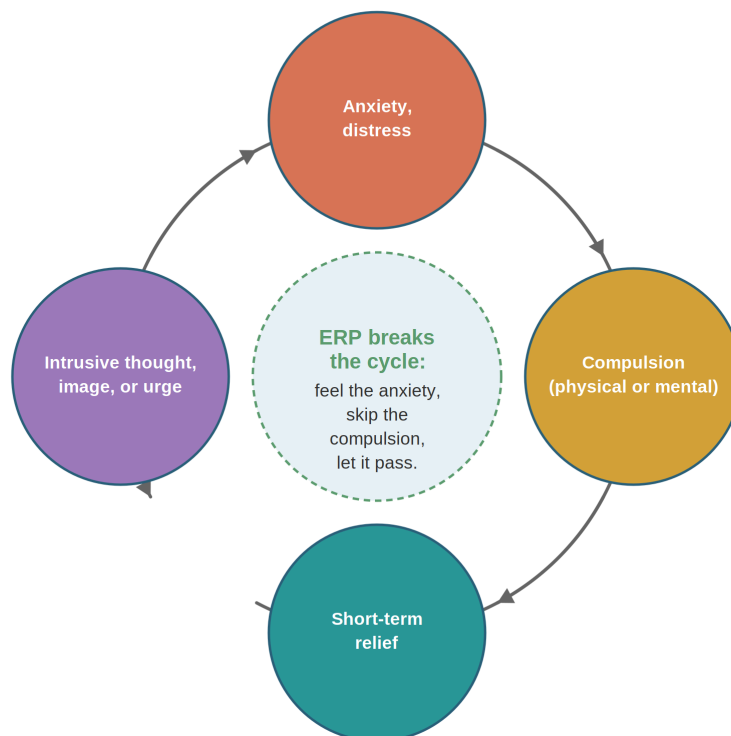 Anxiety,
distress
Intrusive thought,
image, or urge
ERP breaks
the cycle:
feel the anxiety,
skip the
compulsion,
let it pass.
Compulsion
(physical or mental)
Short-term
relief